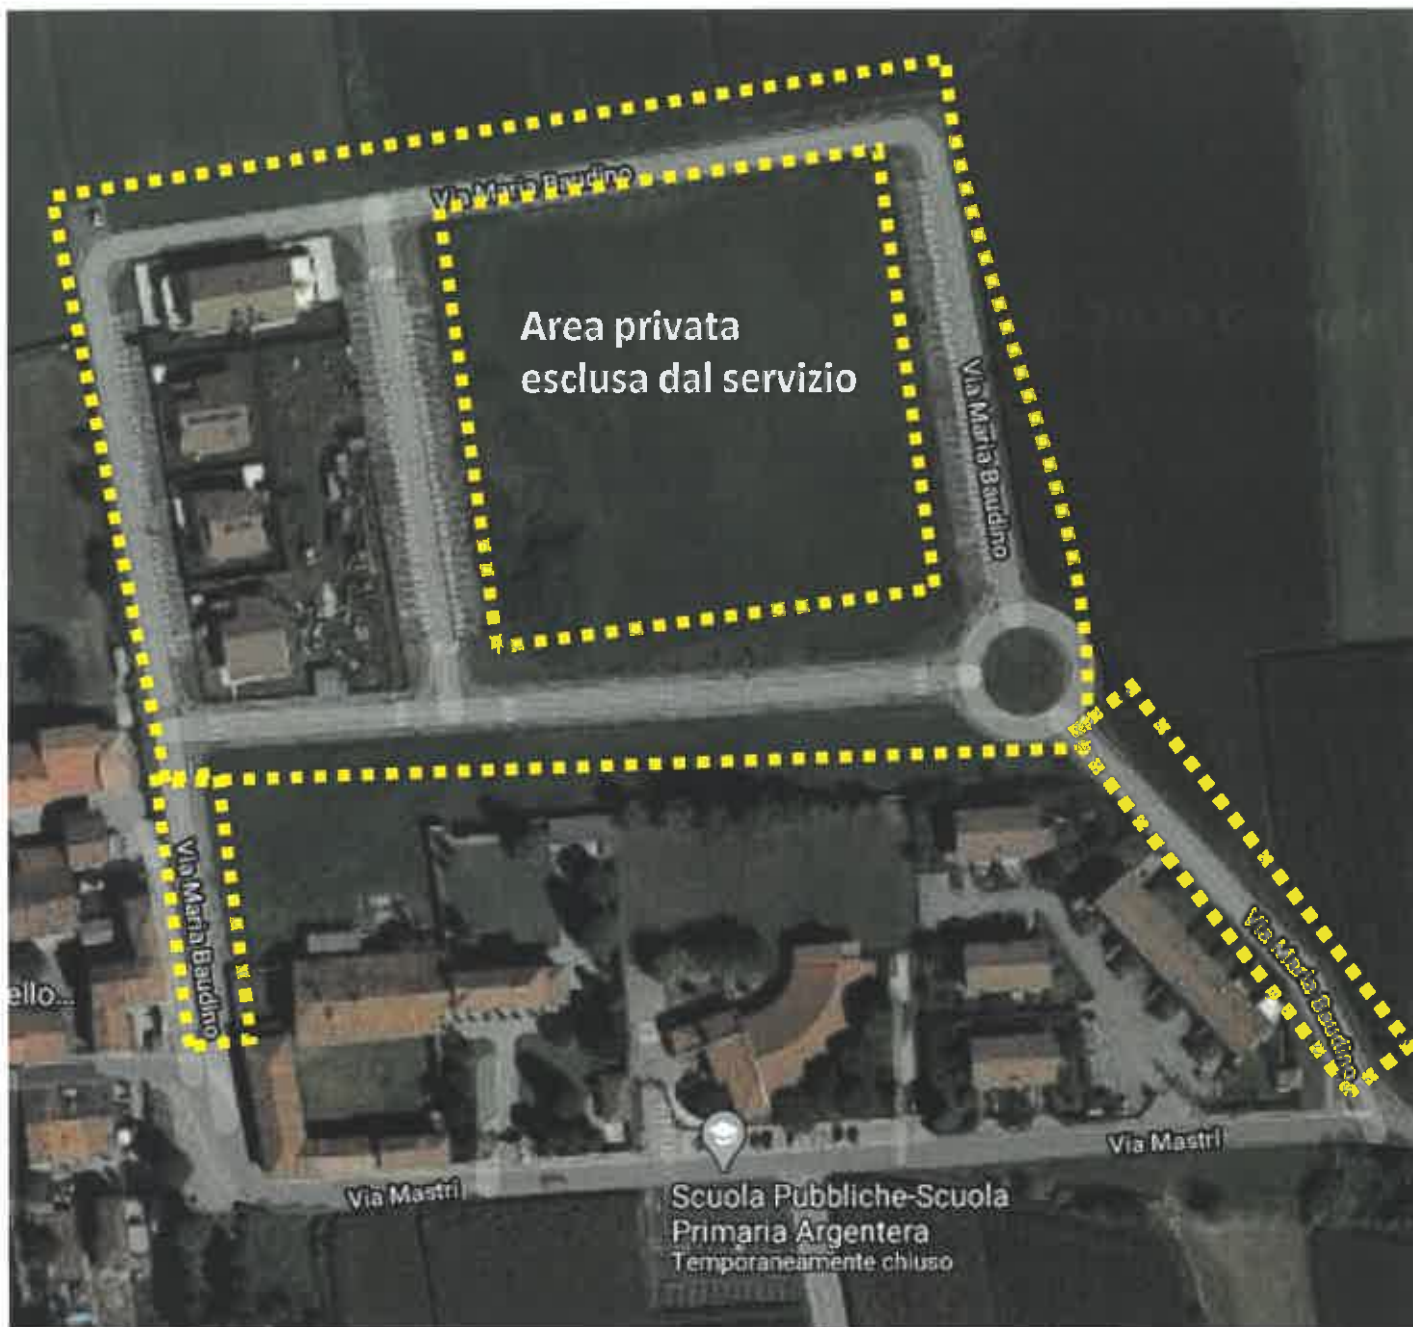 Via Maria Baudino
Area privata
esclusa dal servizio
Via Maria Baudino
Via Maria Baudino
ello...
Via Maria Baudino
Via Mastri
Via Mastri
Scuola Pubbliche-Scuola
Primaria Argentera
Temporaneamente chiuso